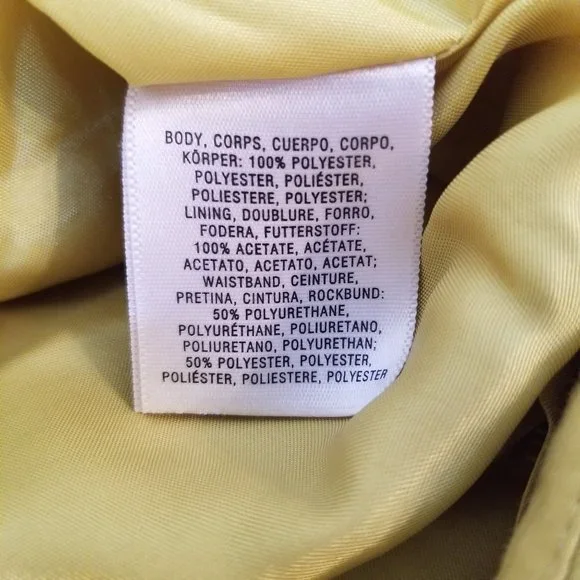 BODY, CORPS, CUERPO, CORPO,
KÖRPER: 100% POLYESTER,
POLYESTER, POLIÉSTER,
POLIESTERE, POLYESTER;
LINING, DOUBLURE, FORRO,
FODERA, FUTTERSTOFF:
100% ACETATE, ACÉTATE,
ACETATO, ACETATO, ACETAT;
WAISTBAND, CEINTURE,
PRETINA, CINTURA, ROCKBUND:
50% POLYURETHANE,
POLYURÉTHANE, POLIURETANO,
POLIURETANO, POLYURETHAN;
50% POLYESTER, POLYESTER,
POLIÉSTER, POLIESTERE, POLYESTER